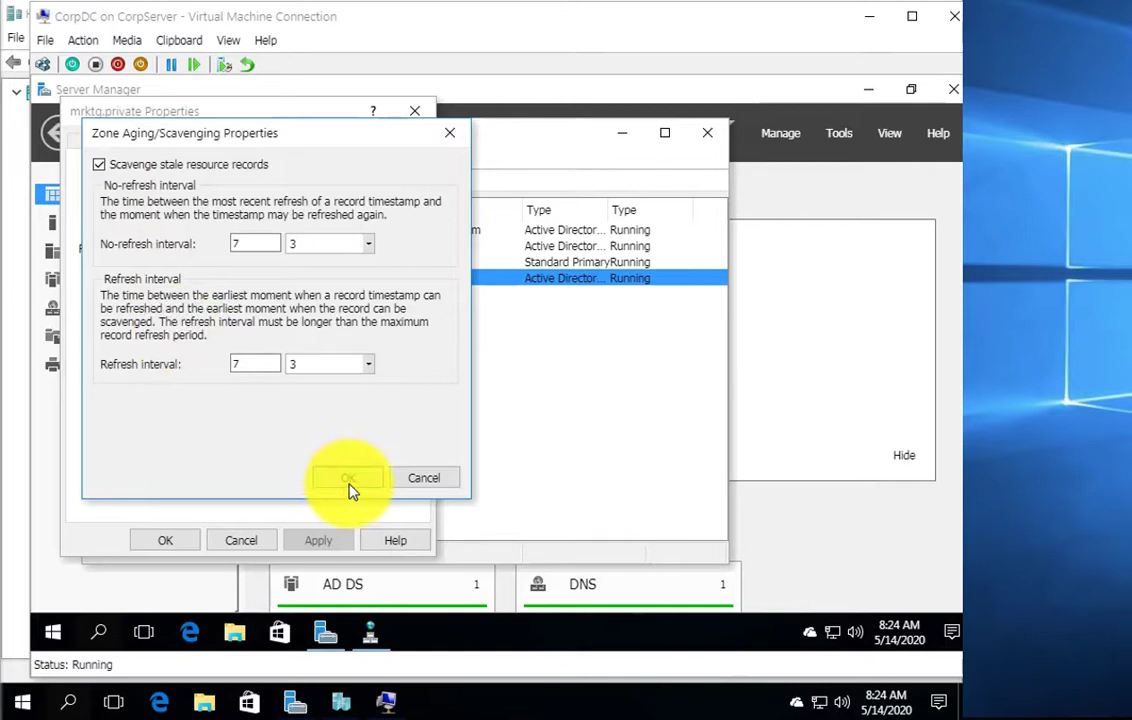 CorpDC on CorpServer - Virtual Machine Connection
File Action Media Clipboard View Help
File
Server Manager
mrktg.private Properties ?
Zone Aging/Scavenging Properties
Manage Tools View Help
Scavenge stale resource records
No-refresh interval
The time between the most recent refresh of a record timestamp and
the moment when the timestamp may be refreshed again.
No-refresh interval: 7 3
Refresh interval
The time between the earliest moment when a record timestamp can
be refreshed and the earliest moment when the record can be
scavenged. The refresh interval must be longer than the maximum
record refresh period.
Refresh interval: 7 3
OK Cancel
Type Type
Active Director... Running
Active Director... Running
Standard Primary Running
Active Director... Running
Hide
OK Cancel Apply Help
AD DS 1
DNS 1
8:24 AM
5/14/2020
Status: Running
8:24 AM
5/14/2020